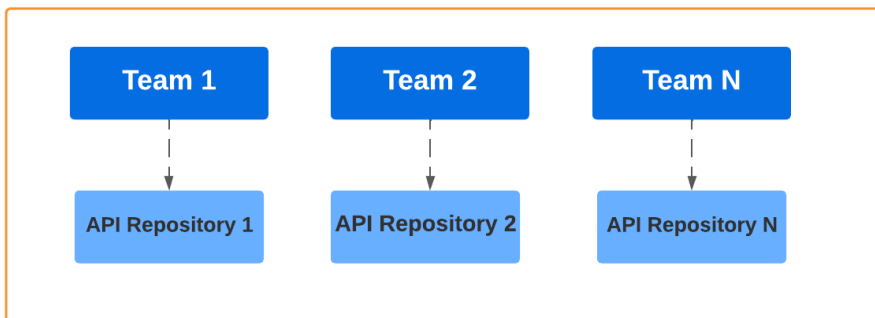 Team 1
Team 2
Team N
API Repository 1
API Repository 2
API Repository N